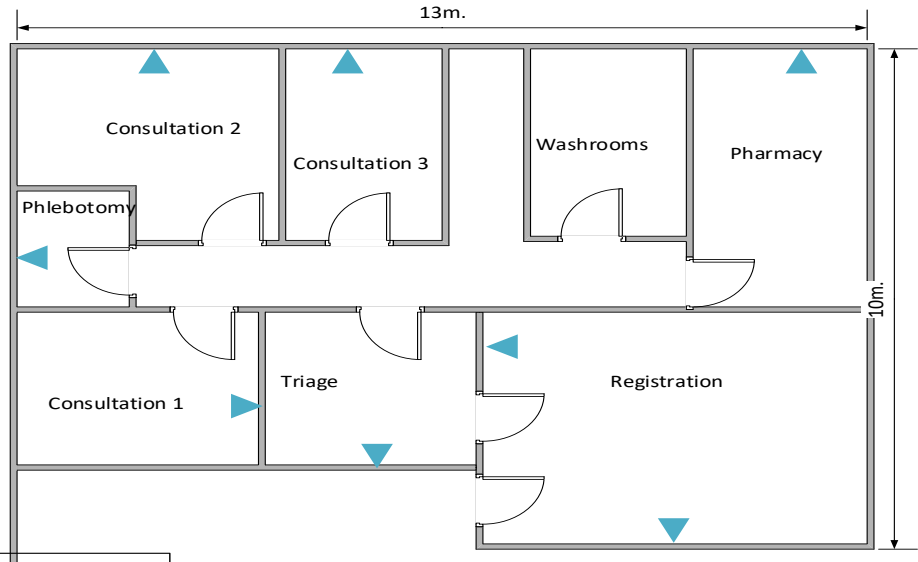 13m.
Consultation 2
Washrooms
Consultation 3
Pharmacy
Phlebotomy
10m.
Triage
Registration
Consultation 1